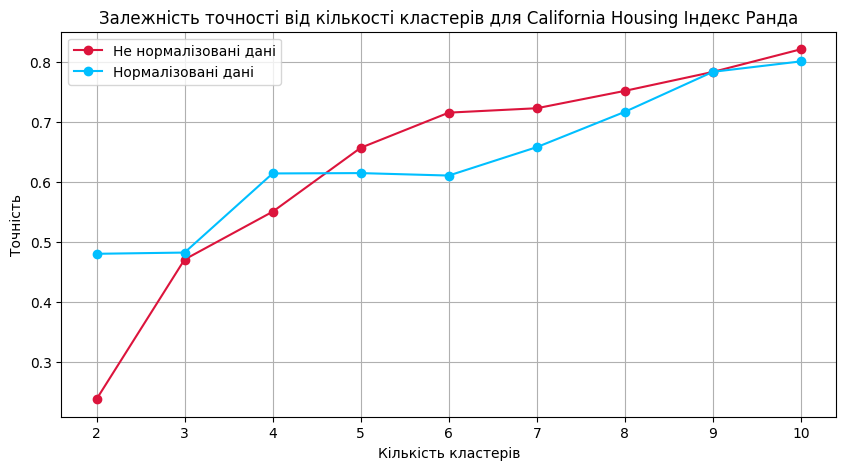 Залежність точності від кількості кластерів для California Housing Індекс Ранда
Не нормалізовані дані
Нормалізовані дані
Точність
0.8
0.7
0.6
0.5
0.4
0.3
2 3 4 5 6 7 8 9 10
Кількість кластерів